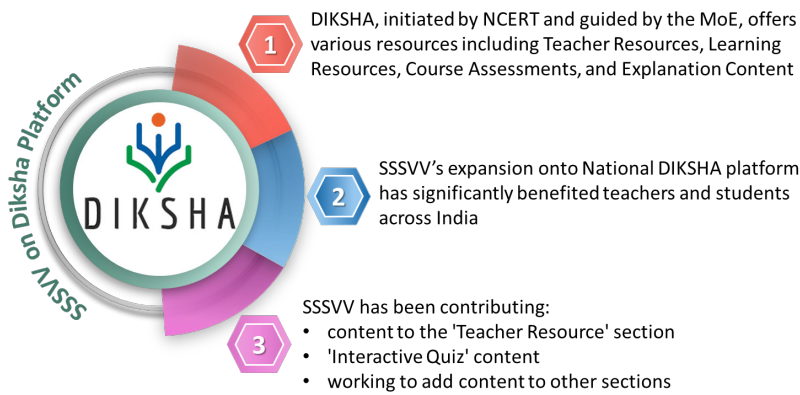 SSSVV on Diksha Platform
DIKSHA
1
DIKSHA, initiated by NCERT and guided by the MoE, offers
various resources including Teacher Resources, Learning
Resources, Course Assessments, and Explanation Content
2
SSSVV’s expansion onto National DIKSHA platform
has significantly benefited teachers and students
across India
3
SSSVV has been contributing:
• content to the 'Teacher Resource' section
• 'Interactive Quiz' content
• working to add content to other sections